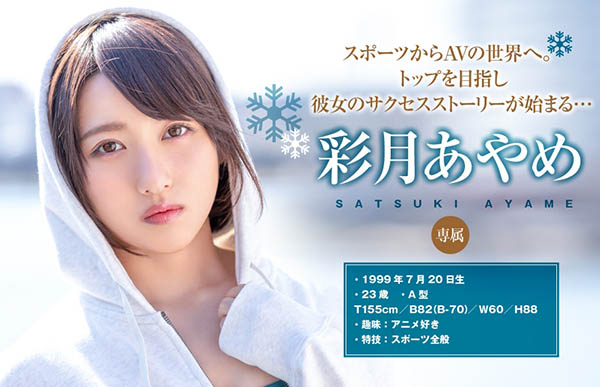 スポーツからAVの世界へ。
トップを目指し
彼女のサクセスストーリーが始まる…
彩月あやめ
SATSUKI AYAME
専属
・1999年7月20日生
・23歳 ・A型
T155cm／B82(B-70)／W60／H88
・趣味：アニメ好き
・特技：スポーツ全般